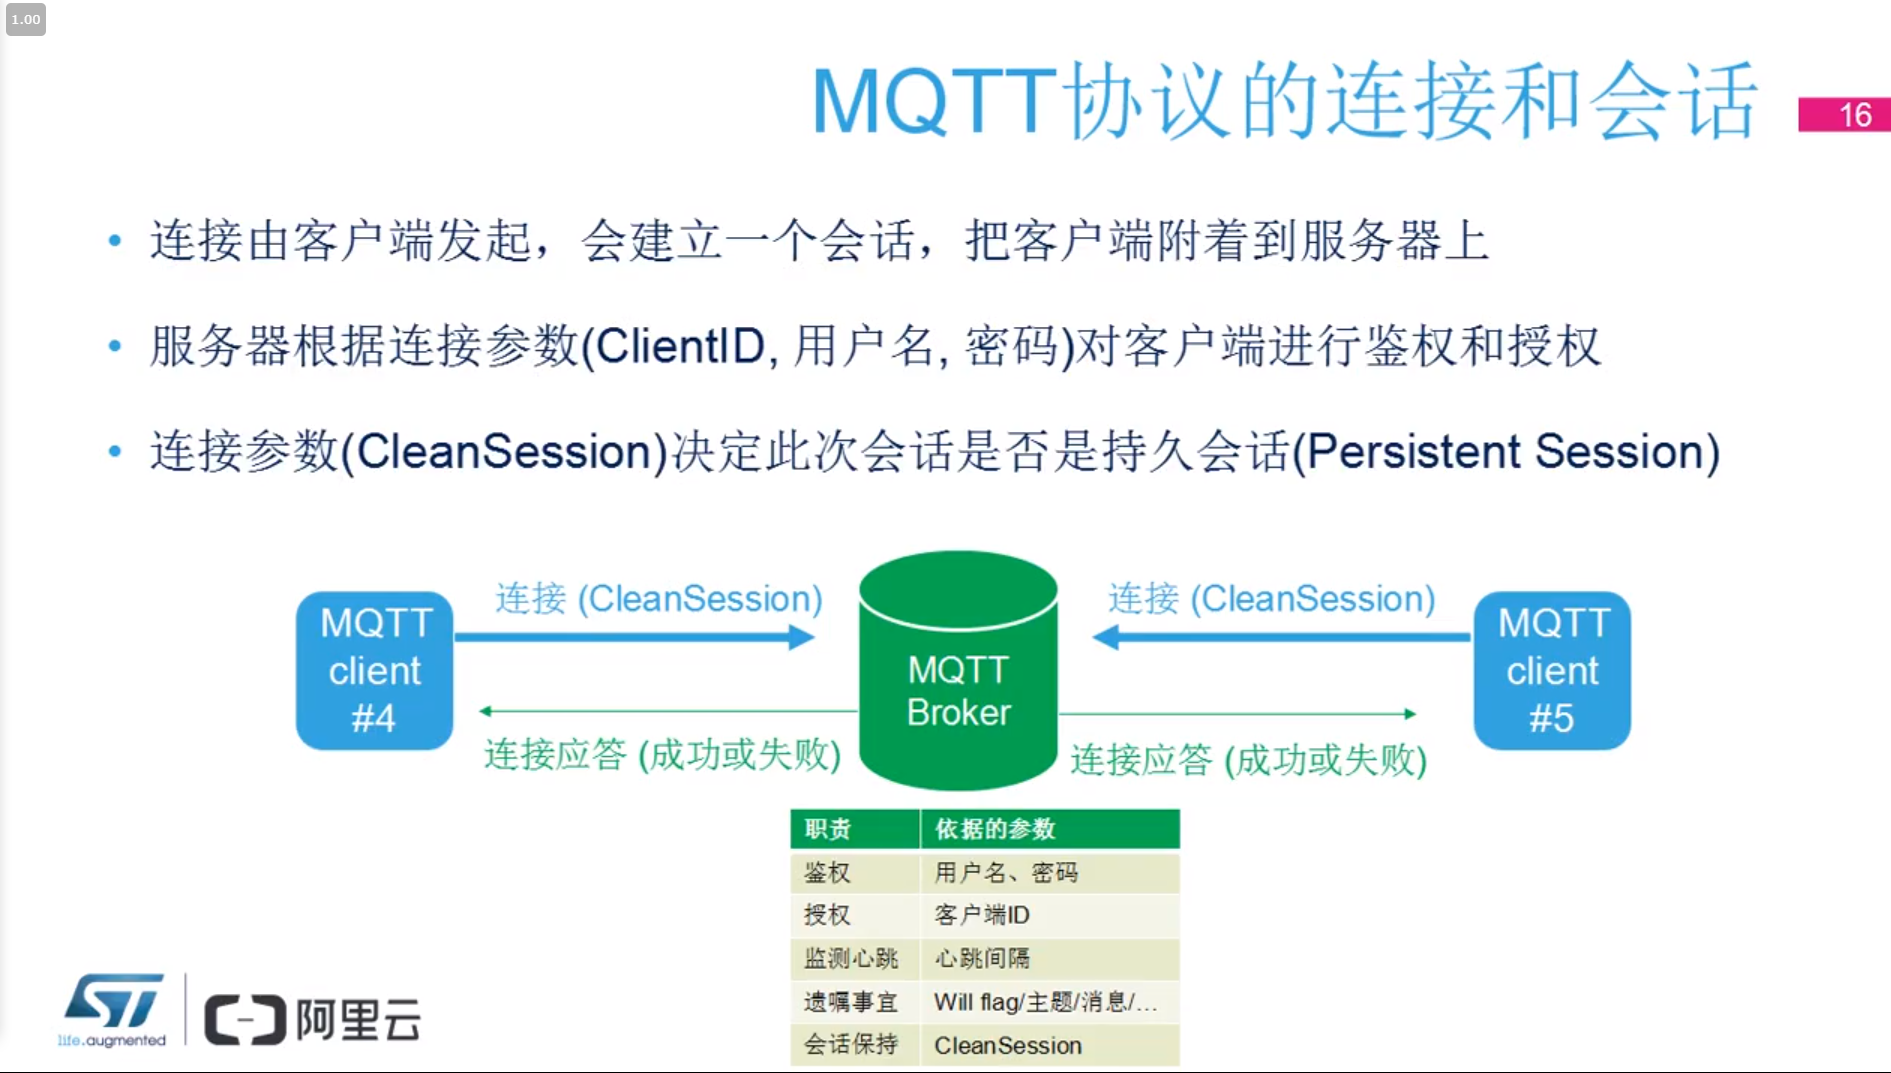 1.00
MQTT协议的连接和会话
16
• 连接由客户端发起，会建立一个会话，把客户端附着到服务器上
• 服务器根据连接参数(ClientID, 用户名, 密码)对客户端进行鉴权和授权
• 连接参数(CleanSession)决定此次会话是否是持久会话(Persistent Session)
MQTT
client
#4
连接 (CleanSession)
连接应答 (成功或失败)
MQTT
Broker
连接 (CleanSession)
连接应答 (成功或失败)
MQTT
client
#5
职责 依据的参数
鉴权 用户名、密码
授权 客户端ID
监测心跳 心跳间隔
遗嘱事宜 Will flag/主题/消息/...
会话保持 CleanSession
ST
life.augmented
阿里云